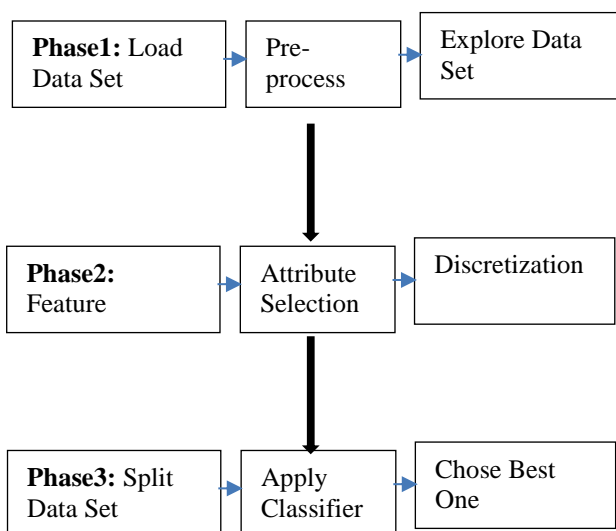 Phase1: Load
Data Set
Pre-
process
Explore Data
Set
Phase2:
Feature
Attribute
Selection
Discretization
Phase3: Split
Data Set
Apply
Classifier
Chose Best
One